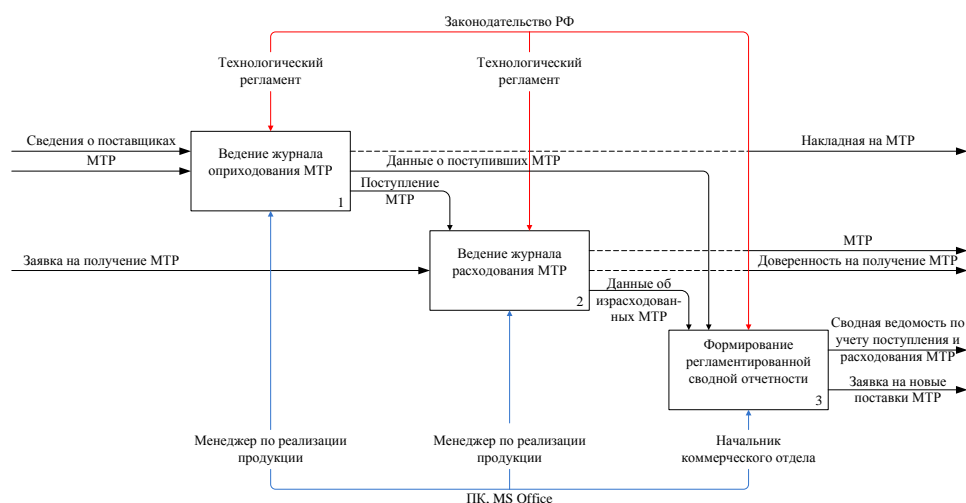 Законодательство РФ
Технологический
регламент
Технологический
регламент
Сведения о поставщиках
МТР
Ведение журнала
оприходования МТР
1
Накладная на МТР
Данные о поступивших МТР
Поступление
МТР
Заявка на получение МТР
Ведение журнала
расходования МТР
2
МТР
Доверенность на получение МТР
Данные об
израсходован-
ных МТР
Формирование
регламентированной
сводной отчетности
3
Сводная ведомость по
учету поступления и
расходования МТР
Заявка на новые
поставки МТР
Менеджер по реализации
продукции
Менеджер по реализации
продукции
Начальник
коммерческого отдела
ПК, MS Office